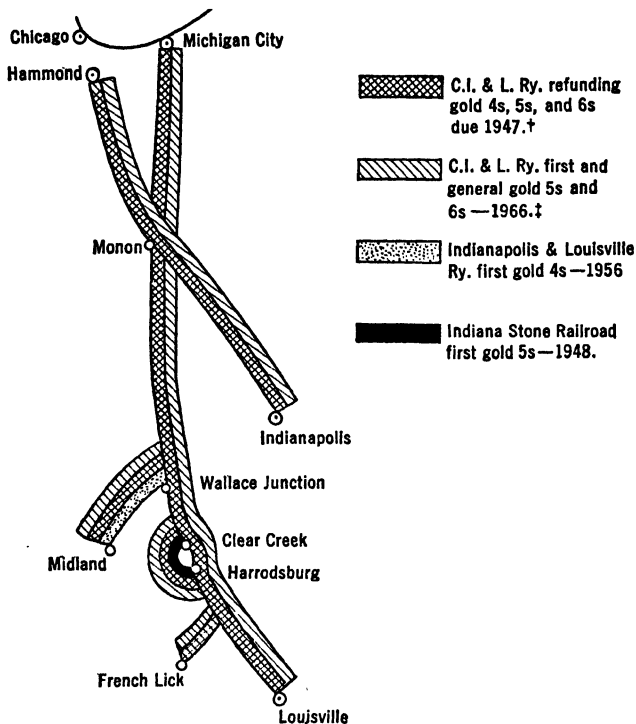 Chicago
Michigan City
Hammond
Monon
Indianapolis
Wallace Junction
Clear Creek
Harrodsburg
Midland
French Lick
Louisville
C.I. & L. Ry. refunding
gold 4s, 5s, and 6s
due 1947.†
C.I. & L. Ry. first and
general gold 5s and
6s—1966.‡
Indianapolis & Louisville
Ry. first gold 4s—1956
Indiana Stone Railroad
first gold 5s—1948.